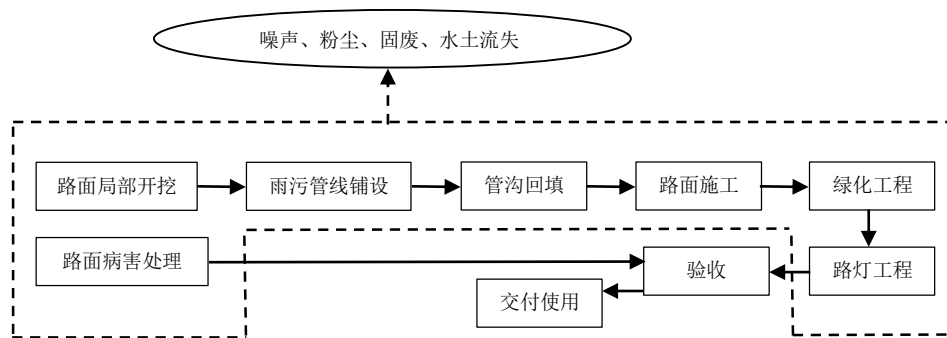 噪声、粉尘、固废、水土流失
路面局部开挖
雨污管线铺设
管沟回填
路面施工
绿化工程
路面病害处理
验收
路灯工程
交付使用